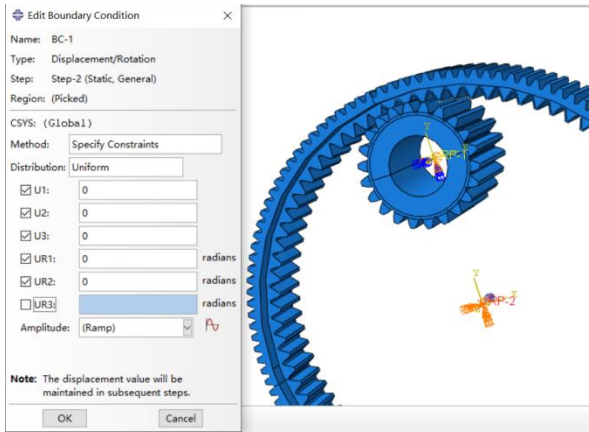 Edit Boundary Condition
Name: BC-1
Type: Displacement/Rotation
Step: Step-2 (Static, General)
Region: (Picked)
CSYS: (Global)
Method: Specify Constraints
Distribution: Uniform
U1: 0
U2: 0
U3: 0
UR1: 0 radians
UR2: 0 radians
UR3: radians
Amplitude: (Ramp)
Note: The displacement value will be
maintained in subsequent steps.
OK Cancel
Y
RP-1
Y
RP-2